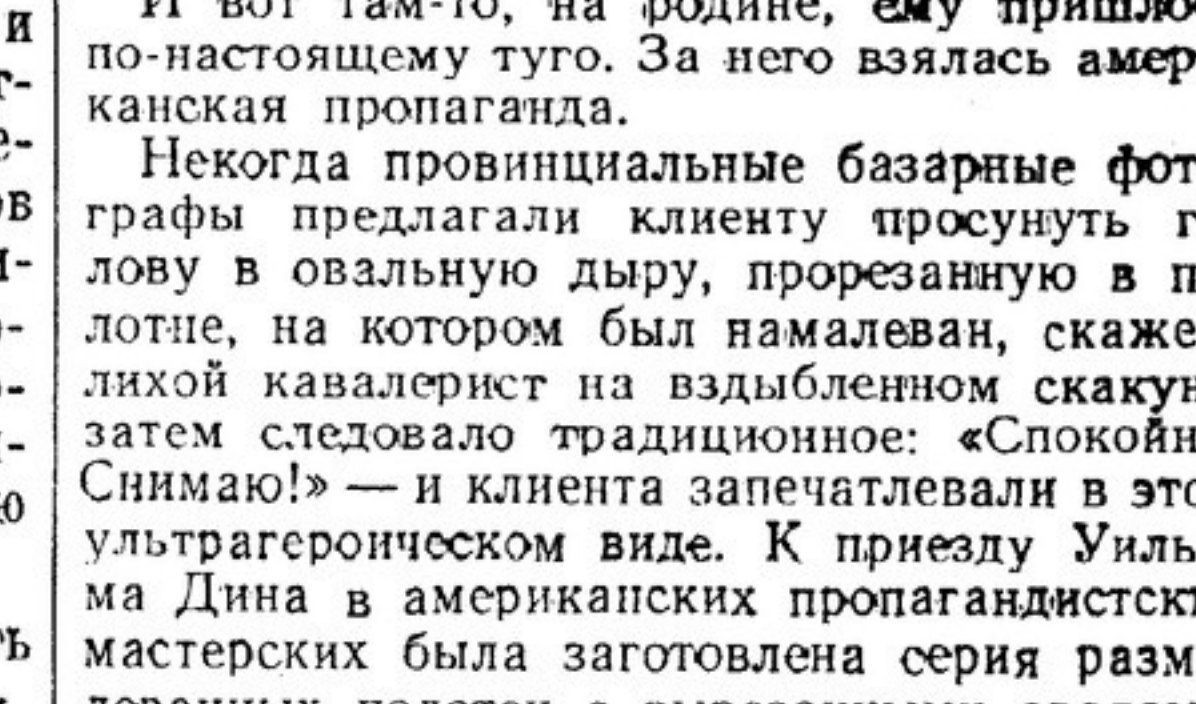 И вот там-то, на родине, ему пришло
по-настоящему туго. За него взялась амер
канская пропаганда.
Некогда провинциальные базарные фот
графы предлагали клиенту просунуть г
лову в овальную дыру, прорезанную в п
лотне, на котором был намалеван, скаже
лихой кавалерист на вздыбленном скакун
затем следовало традиционное: «Спокойн
Снимаю!» — и клиента запечатлевали в это
ультрагероическом виде. К приезду Уиль
ма Дина в американских пропагандистски
мастерских была заготовлена серия разм